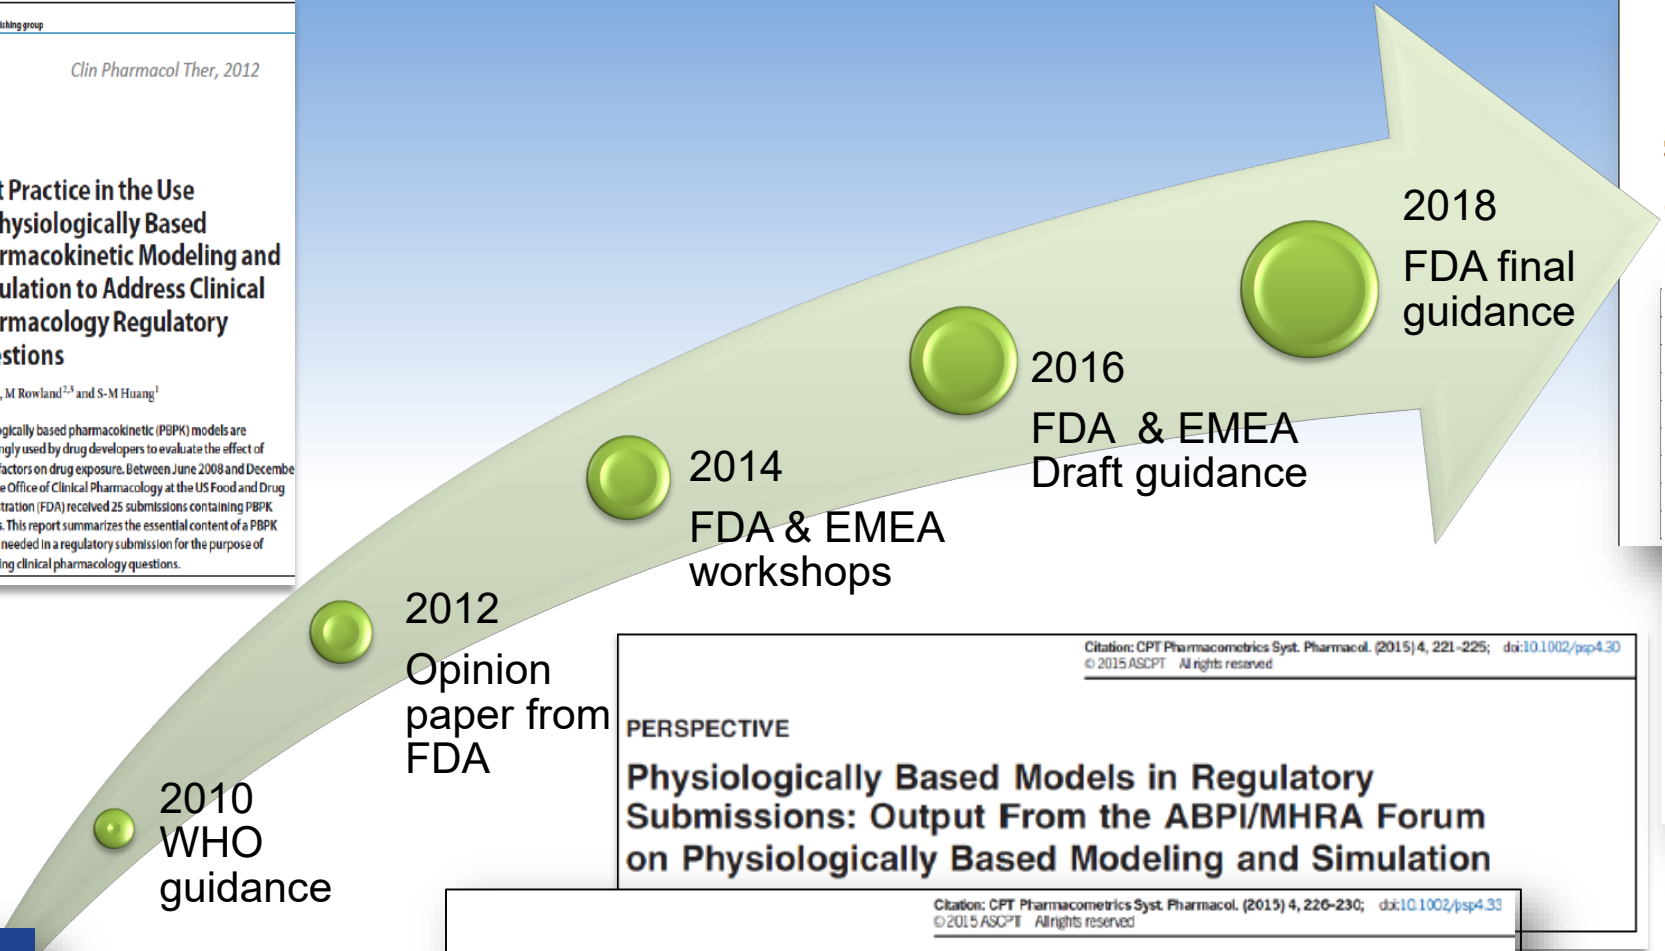 ishing group
Clin Pharmacol Ther, 2012
t Practice in the Use
hysiologically Based
rmacokinetic Modeling and
ulation to Address Clinical
rmacology Regulatory
estions
, M Rowland2,3 and S-M Huang1
ogically based pharmacokinetic (PBPK) models are
ngly used by drug developers to evaluate the effect of
factors on drug exposure. Between June 2008 and Decembe
e Office of Clinical Pharmacology at the US Food and Drug
tration (FDA) received 25 submissions containing PBPK
s. This report summarizes the essential content of a PBPK
needed in a regulatory submission for the purpose of
ing clinical pharmacology questions.
2010
WHO
guidance
2012
Opinion
paper from
FDA
2014
FDA & EMEA
workshops
2016
FDA & EMEA
Draft guidance
2018
FDA final
guidance
Citation: CPT Pharmacometrics Syst. Pharmacol. (2015) 4, 221–225; doi:10.1002/psp4.30
© 2015 ASCPT All rights reserved
PERSPECTIVE
Physiologically Based Models in Regulatory
Submissions: Output From the ABPI/MHRA Forum
on Physiologically Based Modeling and Simulation
Citation: CPT Pharmacometrics Syst. Pharmacol. (2015) 4, 226–230; doi:10.1002/psp4.33
© 2015 ASCPT All rights reserved